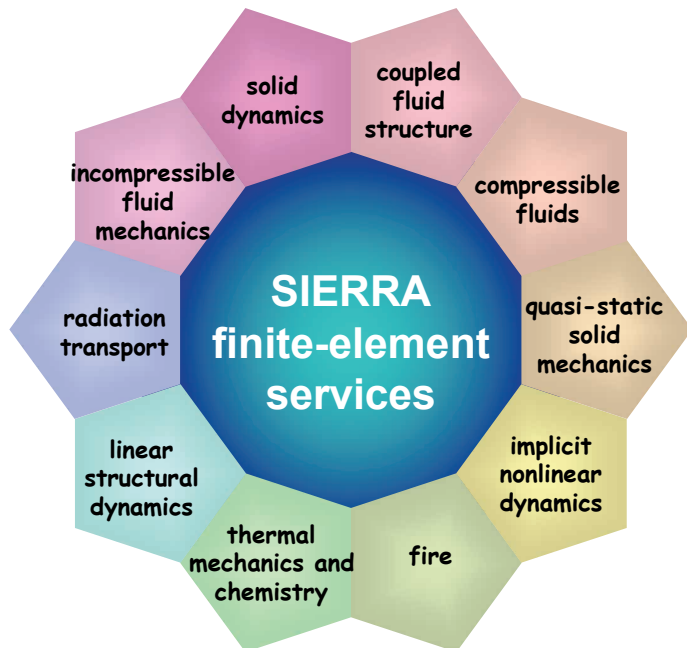 solid
dynamics
coupled
fluid
structure
incompressible
fluid
mechanics
compressible
fluids
SIERRA
finite-element
services
radiation
transport
quasi-static
solid
mechanics
linear
structural
dynamics
implicit
nonlinear
dynamics
thermal
mechanics and
chemistry
fire